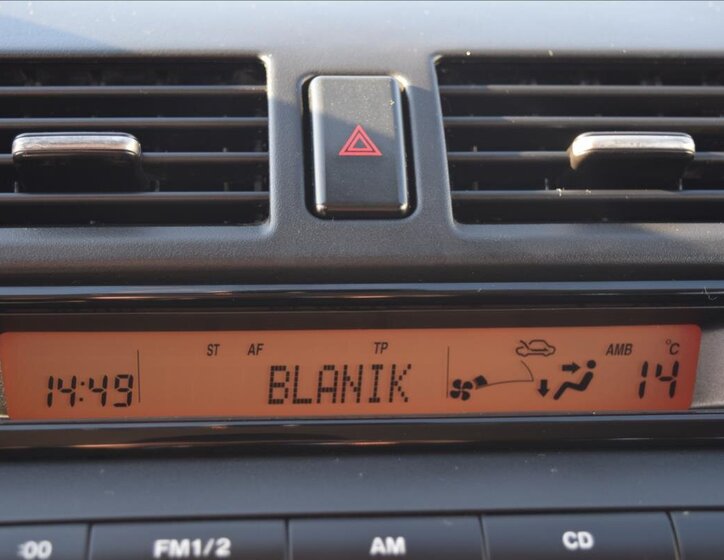 ST AF TP AMB °C
14:49 BLANIK 14
:00 FM1/2 AM CD